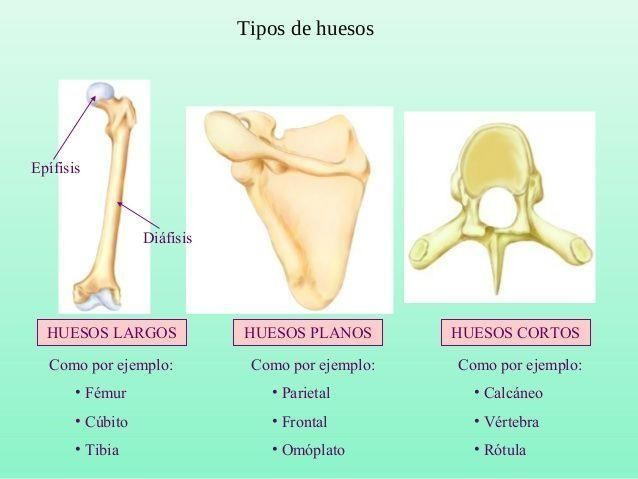 Tipos de huesos
Epífisis
Diáfisis
HUESOS LARGOS
Como por ejemplo:
• Fémur
• Cúbito
• Tibia
HUESOS PLANOS
Como por ejemplo:
• Parietal
• Frontal
• Omóplato
HUESOS CORTOS
Como por ejemplo:
• Calcáneo
• Vértebra
• Rótula